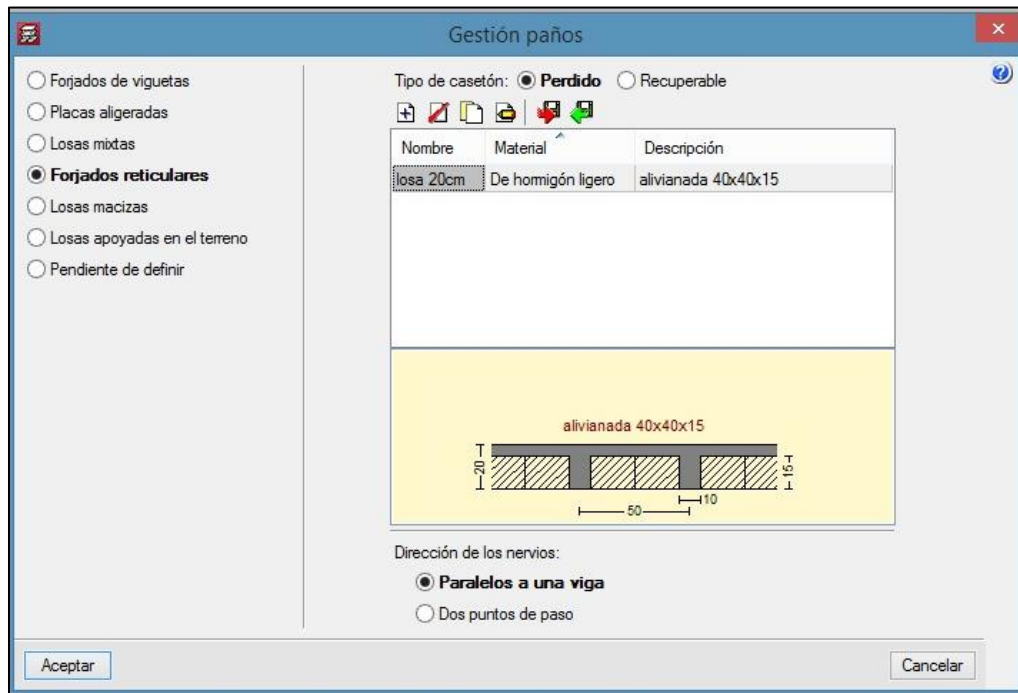 Gestión paños
Forjados de viguetas
Placas aligeradas
Losas mixtas
Forjados reticulares
Losas macizas
Losas apoyadas en el terreno
Pendiente de definir
Tipo de casetón: Perdido Recuperable
Nombre Material Descripción
losa 20cm De hormigón ligero alivianada 40x40x15
alivianada 40x40x15
20
15
10
50
Dirección de los nervios:
Paralelos a una viga
Dos puntos de paso
Aceptar Cancelar